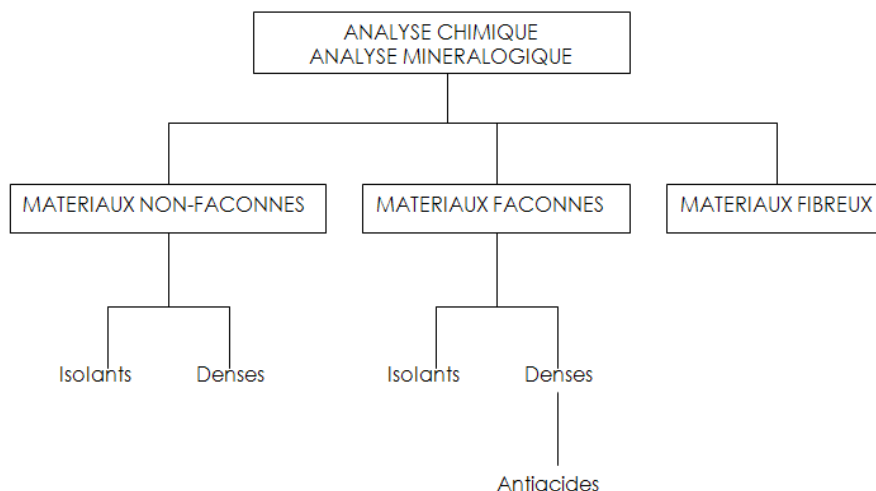 ANALYSE CHIMIQUE
ANALYSE MINERALOGIQUE
MATERIAUX NON-FACONNES
MATERIAUX FACONNES
MATERIAUX FIBREUX
Isolants
Denses
Isolants
Denses
Antiacides